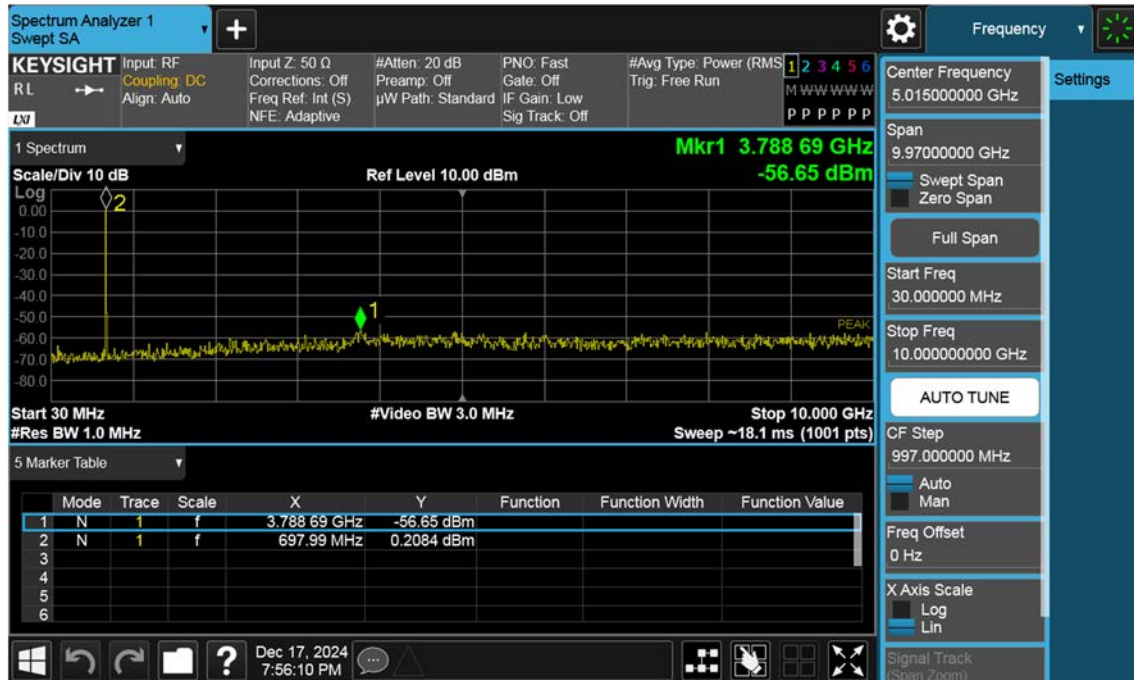 Spectrum Analyzer 1
Swept SA
+
Frequency
KEYSIGHT
RL
LXI
Input: RF
Coupling: DC
Align: Auto
Input Z: 50 Ω
Corrections: Off
Freq Ref: Int (S)
NFE: Adaptive
#Atten: 20 dB
Preamp: Off
µW Path: Standard
PNO: Fast
Gate: Off
IF Gain: Low
Sig Track: Off
#Avg Type: Power (RMS
Trig: Free Run
1 2 3 4 5 6
M W W W W W
P P P P P P
1 Spectrum
Mkr1 3.788 69 GHz
-56.65 dBm
Scale/Div 10 dB
Ref Level 10.00 dBm
Log
0.00
-10.0
-20.0
-30.0
-40.0
-50.0
-60.0
-70.0
-80.0
2
1
PEAK
Start 30 MHz
#Video BW 3.0 MHz
Stop 10.000 GHz
#Res BW 1.0 MHz
Sweep ~18.1 ms (1001 pts)
5 Marker Table
Mode Trace Scale X Y Function Function Width Function Value
1 N 1 f 3.788 69 GHz -56.65 dBm
2 N 1 f 697.99 MHz 0.2084 dBm
3
4
5
6
Dec 17, 2024
7:56:10 PM
?
Center Frequency
5.015000000 GHz
Span
9.97000000 GHz
Swept Span
Zero Span
Full Span
Start Freq
30.000000 MHz
Stop Freq
10.000000000 GHz
AUTO TUNE
CF Step
997.000000 MHz
Auto
Man
Freq Offset
0 Hz
X Axis Scale
Log
Lin
Signal Track
(Span Zoom)
Settings